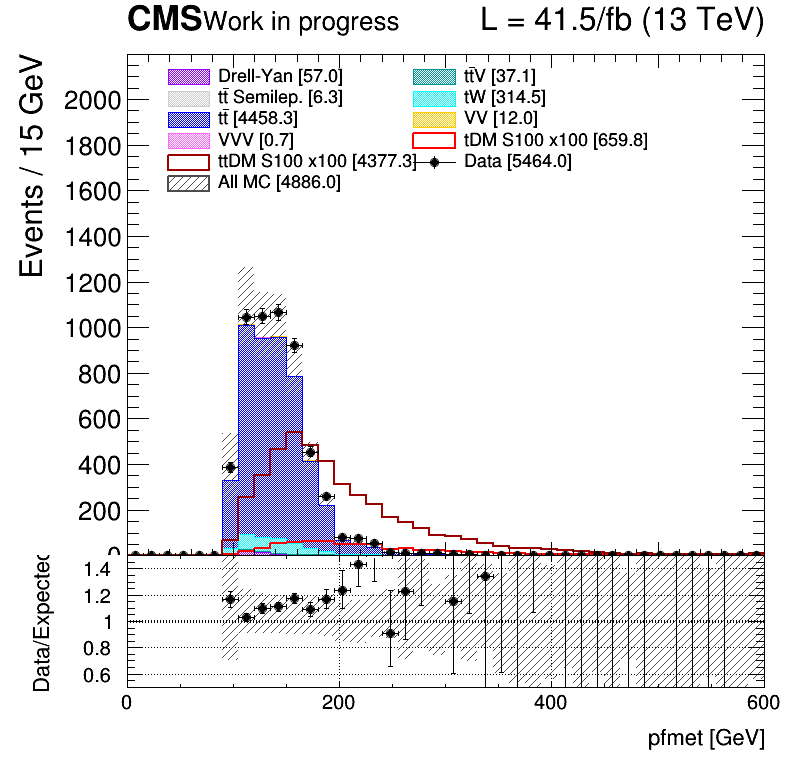 CMS Work in progress L = 41.5/fb (13 TeV)
Events / 15 GeV
Drell-Yan [57.0] tt̄V [37.1]
tt̄ Semilep. [6.3] tW [314.5]
tt̄ [4458.3] VV [12.0]
VVV [0.7] tDM S100 x100 [659.8]
ttDM S100 x100 [4377.3] Data [5464.0]
All MC [4886.0]
2000
1800
1600
1400
1200
1000
800
600
400
200
0
Data/Expected
1.4
1.2
1
0.8
0.6
0 200 400 600
pfmet [GeV]